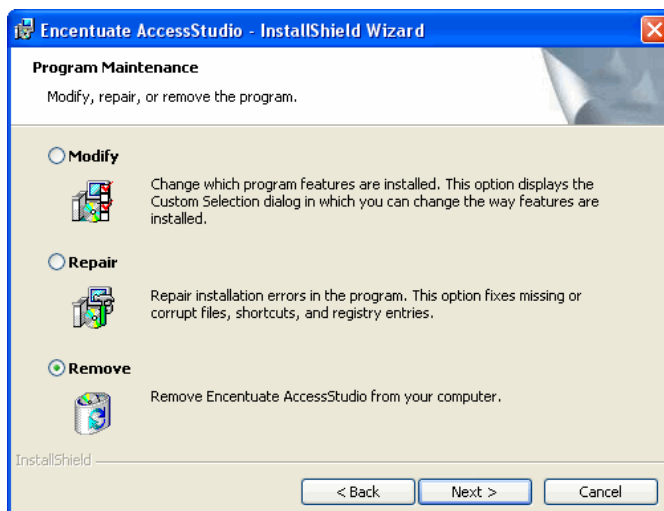 Encentuate AccessStudio - InstallShield Wizard
Program Maintenance
Modify, repair, or remove the program.
Modify
Change which program features are installed. This option displays the
Custom Selection dialog in which you can change the way features are
installed.
Repair
Repair installation errors in the program. This option fixes missing or
corrupt files, shortcuts, and registry entries.
Remove
Remove Encentuate AccessStudio from your computer.
InstallShield
< Back Next > Cancel